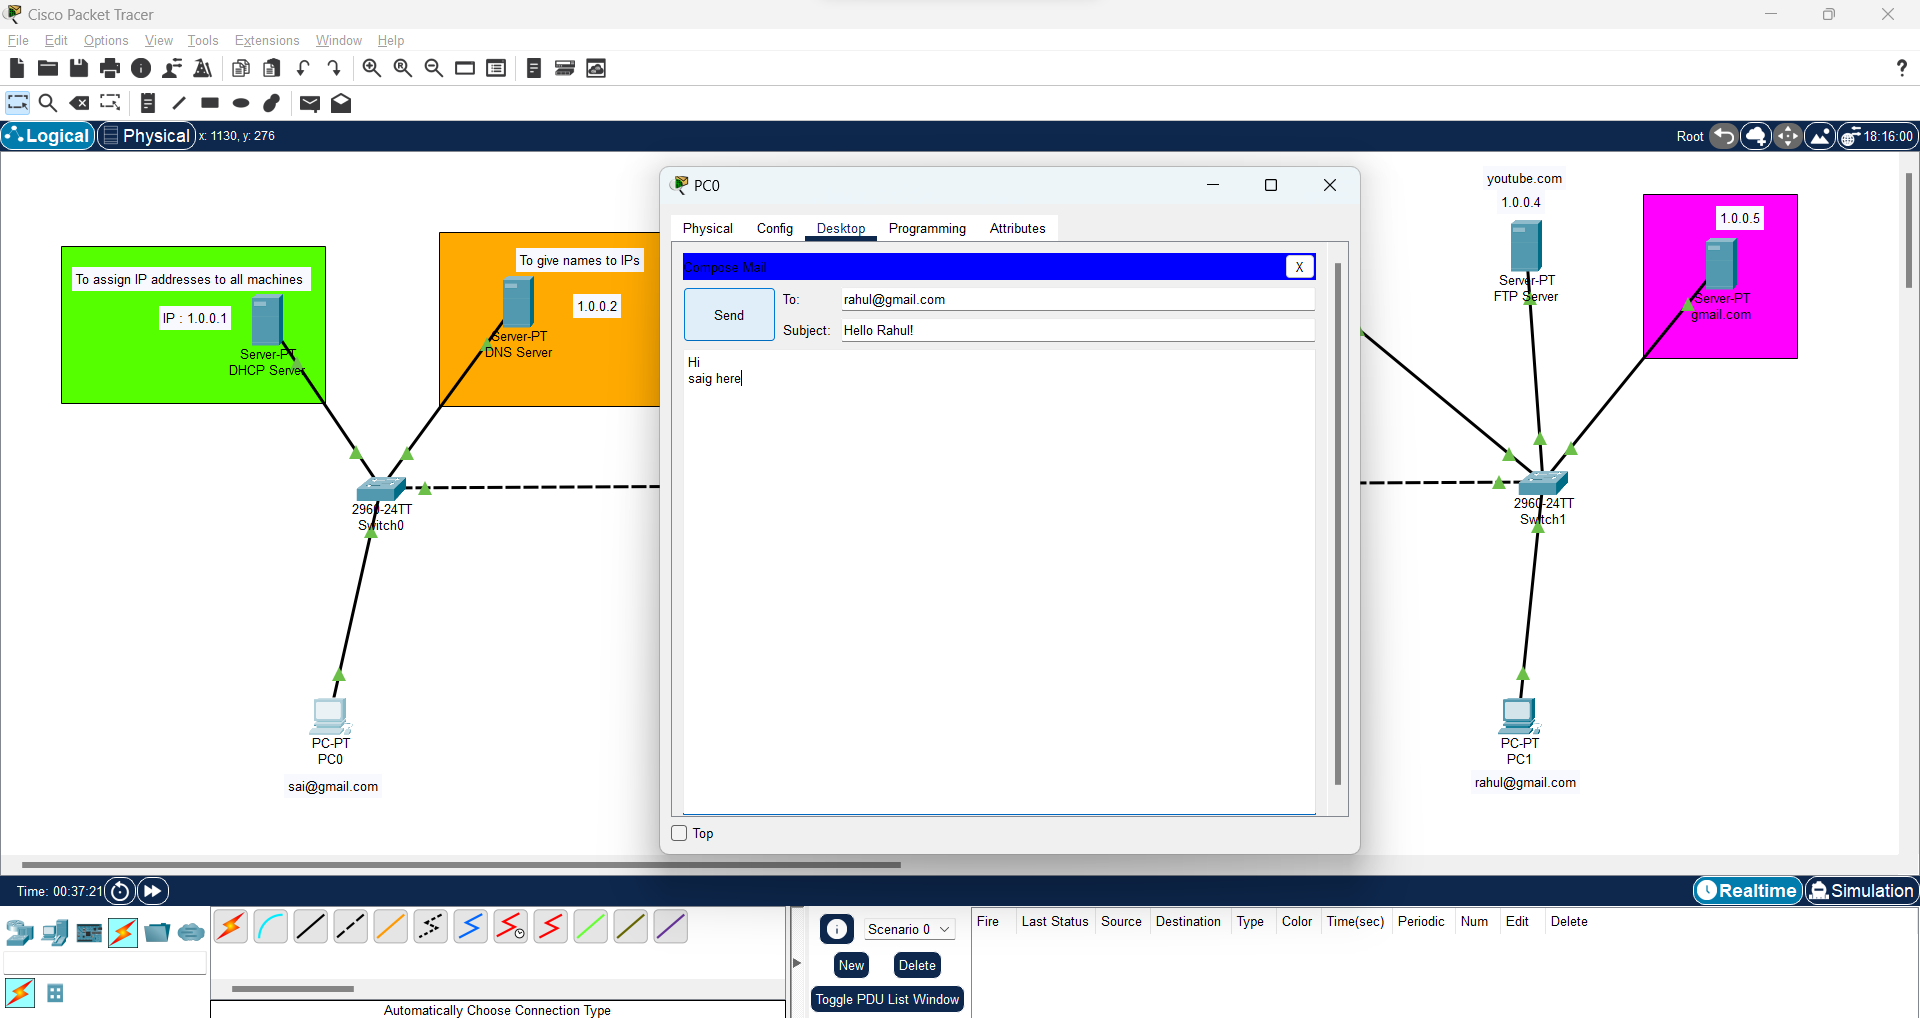 Cisco Packet Tracer
File Edit Options View Tools Extensions Window Help
Logical Physical x: 1130, y: 276 Root 18:16:00
To assign IP addresses to all machines
IP : 1.0.0.1
Server-PT
DHCP Server
To give names to IPs
1.0.0.2
Server-PT
DNS Server
2960-24TT
Switch0
PC-PT
PC0
sai@gmail.com
PC0
Physical Config Desktop Programming Attributes
Compose Mail X
Send
To: rahul@gmail.com
Subject: Hello Rahul!
Hi
saig here
Top
youtube.com
1.0.0.4
Server-PT
FTP Server
1.0.0.5
Server-PT
gmail.com
2960-24TT
Switch1
PC-PT
PC1
rahul@gmail.com
Time: 00:37:21 Realtime Simulation
Scenario 0
New Delete
Toggle PDU List Window
Fire Last Status Source Destination Type Color Time(sec) Periodic Num Edit Delete
Automatically Choose Connection Type